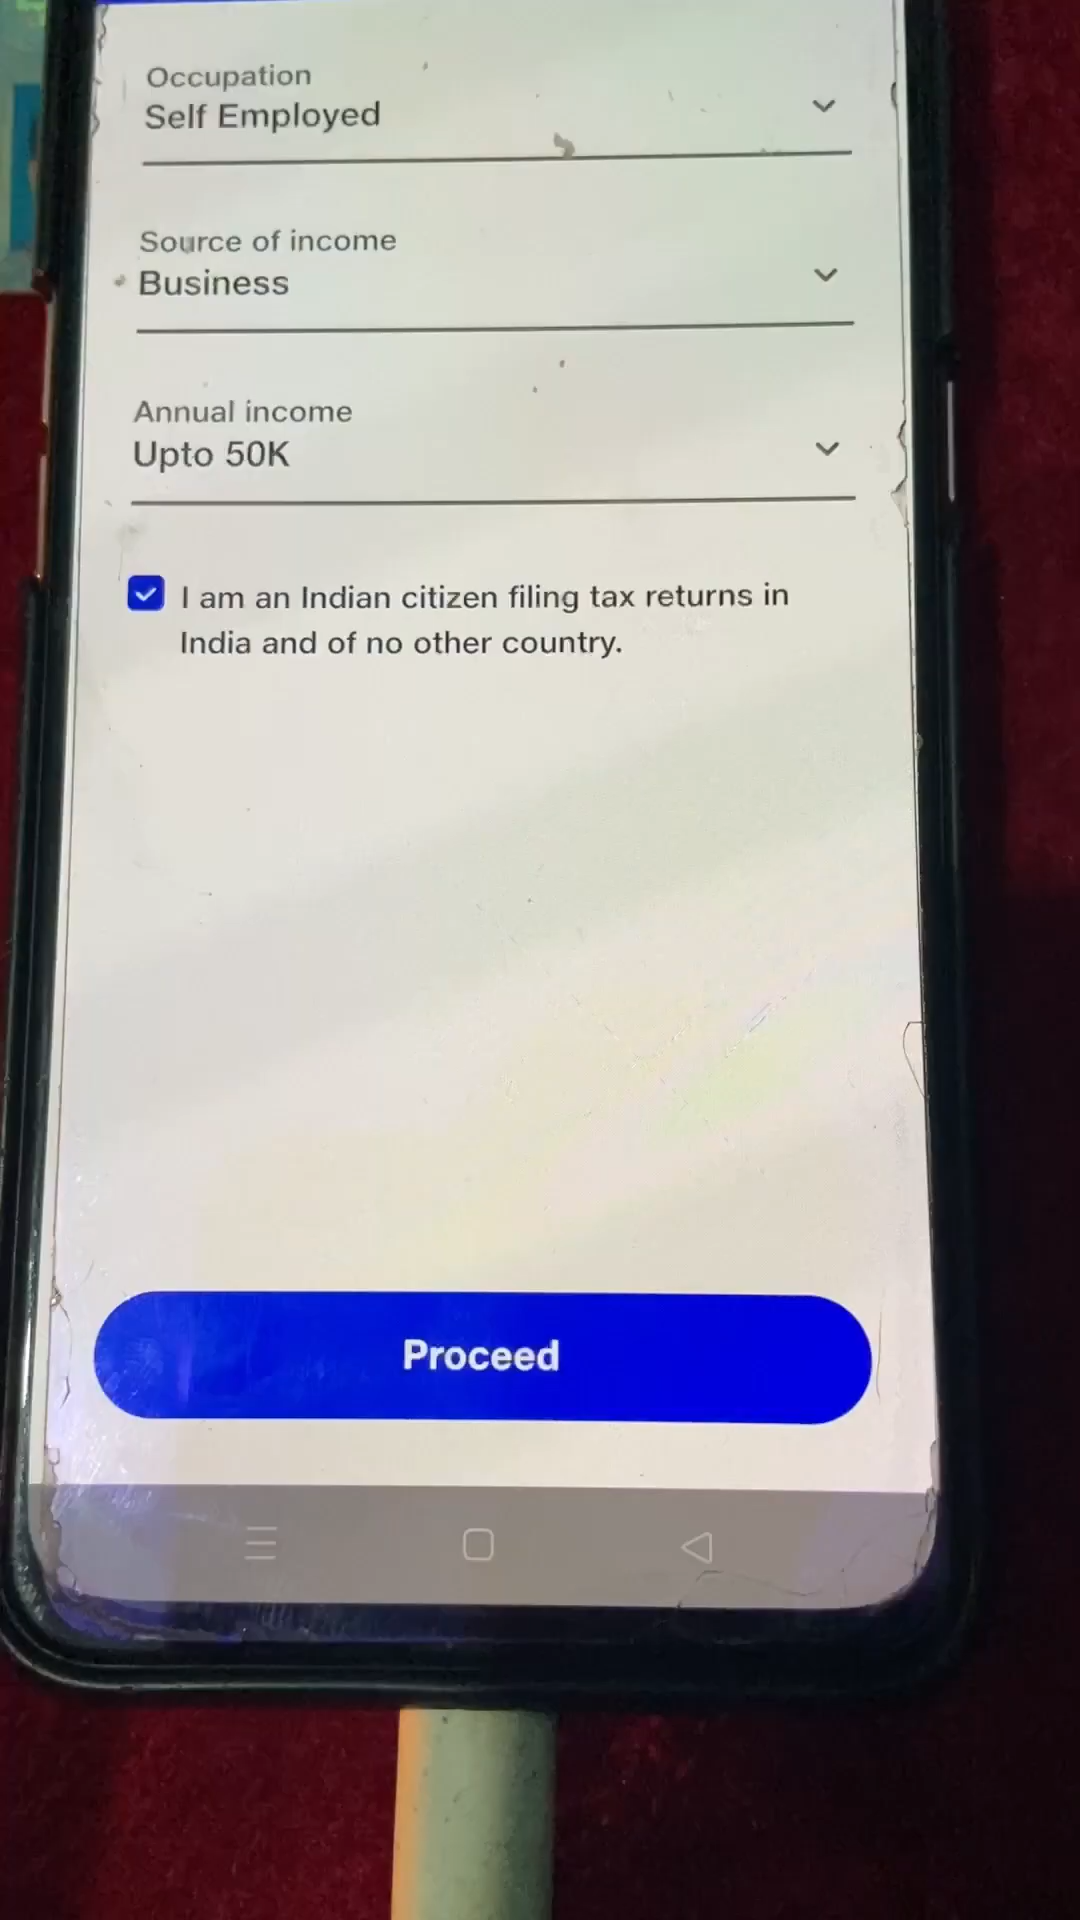 Occupation
Self Employed
Source of income
Business
Annual income
Upto 50K
I am an Indian citizen filing tax returns in
India and of no other country.
Proceed